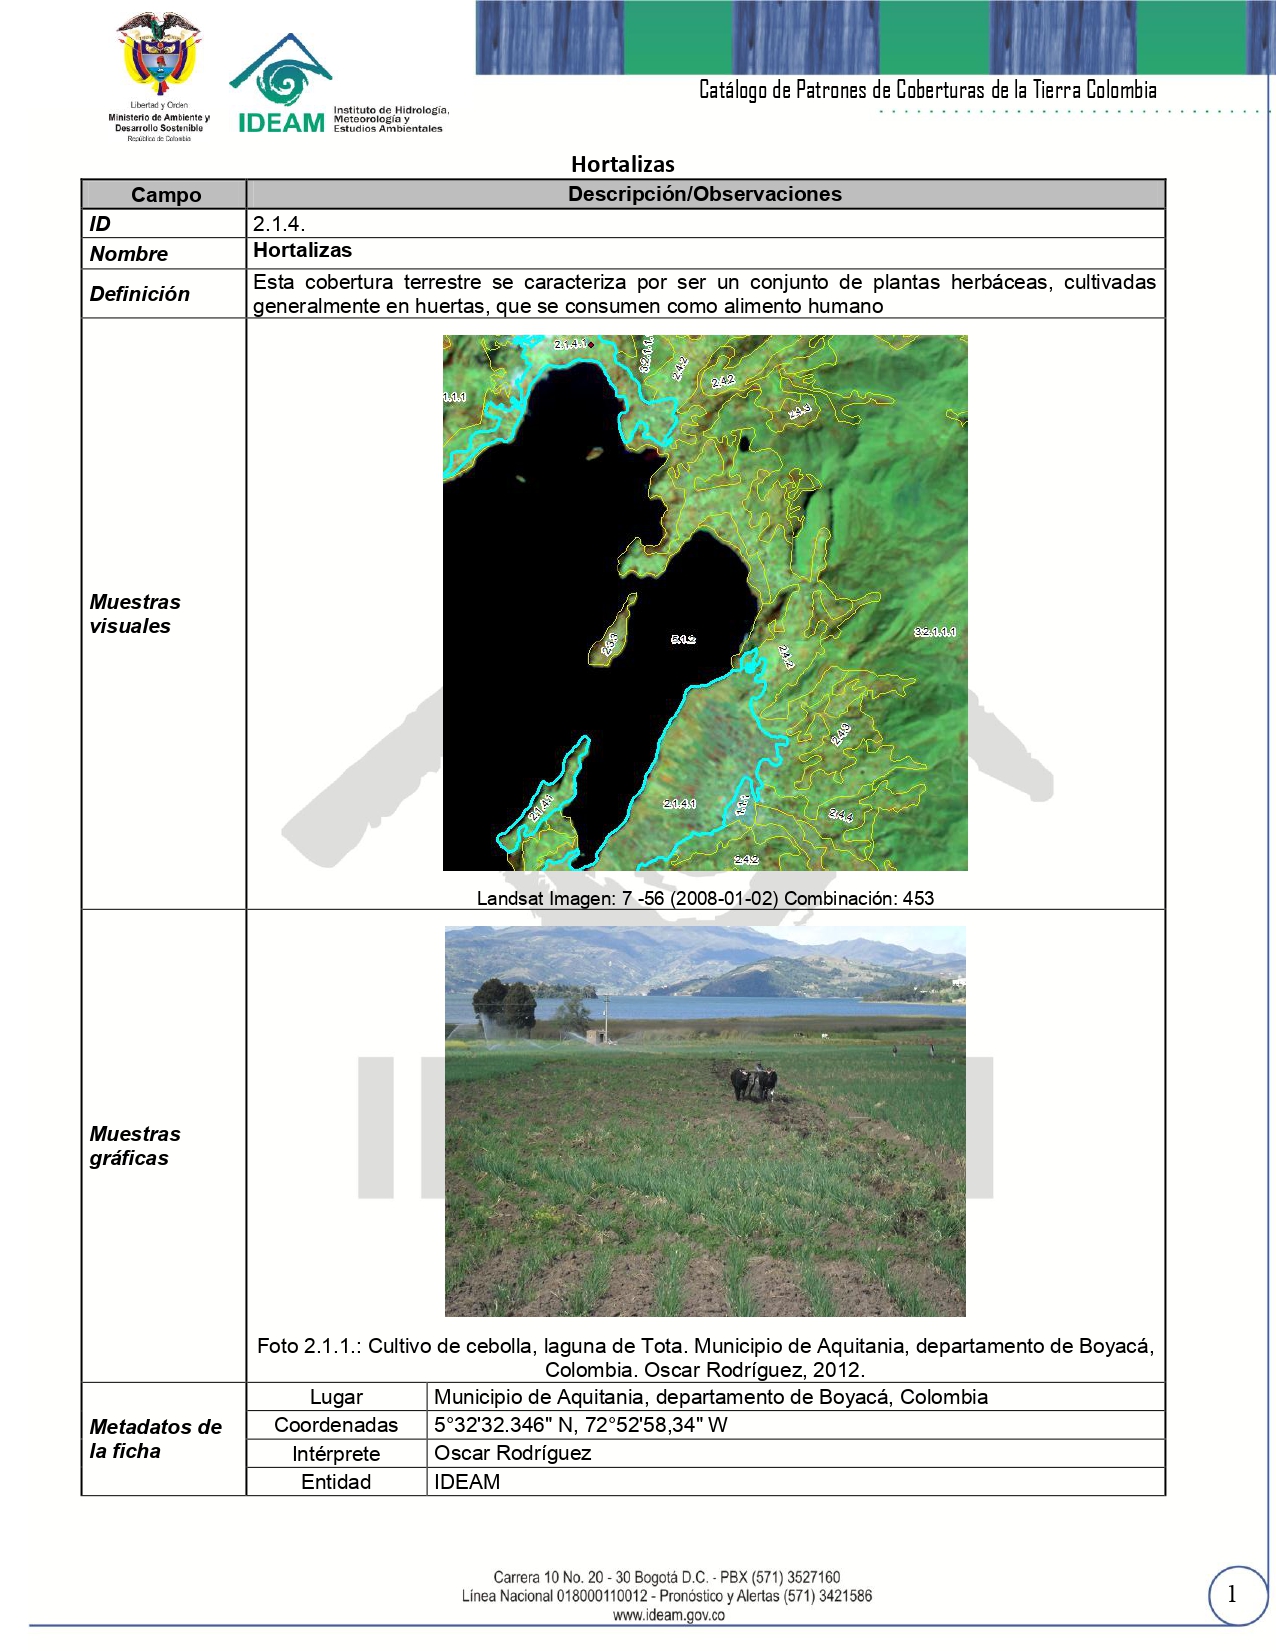 Libertad y Orden
Ministerio de Ambiente y
Desarrollo Sostenible
República de Colombia
IDEAM
Instituto de Hidrología,
Meteorología y
Estudios Ambientales
Catálogo de Patrones de Coberturas de la Tierra Colombia
Hortalizas
Campo
Descripción/Observaciones
ID
2.1.4.
Nombre
Hortalizas
Definición
Esta cobertura terrestre se caracteriza por ser un conjunto de plantas herbáceas, cultivadas
generalmente en huertas, que se consumen como alimento humano
Muestras
visuales
2.1.4.1
3.2.1.1.
2.4.2
2.4.2
1.1.1
2.3.3
5.1.2
3.2.1.1.1
2.4.2
2.4.3
2.1.4.1
2.1.4.1
1.1.1
2.4.4
2.4.2
Landsat Imagen: 7 -56 (2008-01-02) Combinación: 453
Muestras
gráficas
Foto 2.1.1.: Cultivo de cebolla, laguna de Tota. Municipio de Aquitania, departamento de Boyacá,
Colombia. Oscar Rodríguez, 2012.
Metadatos de
la ficha
Lugar
Municipio de Aquitania, departamento de Boyacá, Colombia
Coordenadas
5°32'32.346" N, 72°52'58,34" W
Intérprete
Oscar Rodríguez
Entidad
IDEAM
Carrera 10 No. 20 - 30 Bogotá D.C. - PBX (571) 3527160
Línea Nacional 018000110012 - Pronóstico y Alertas (571) 3421586
www.ideam.gov.co
1